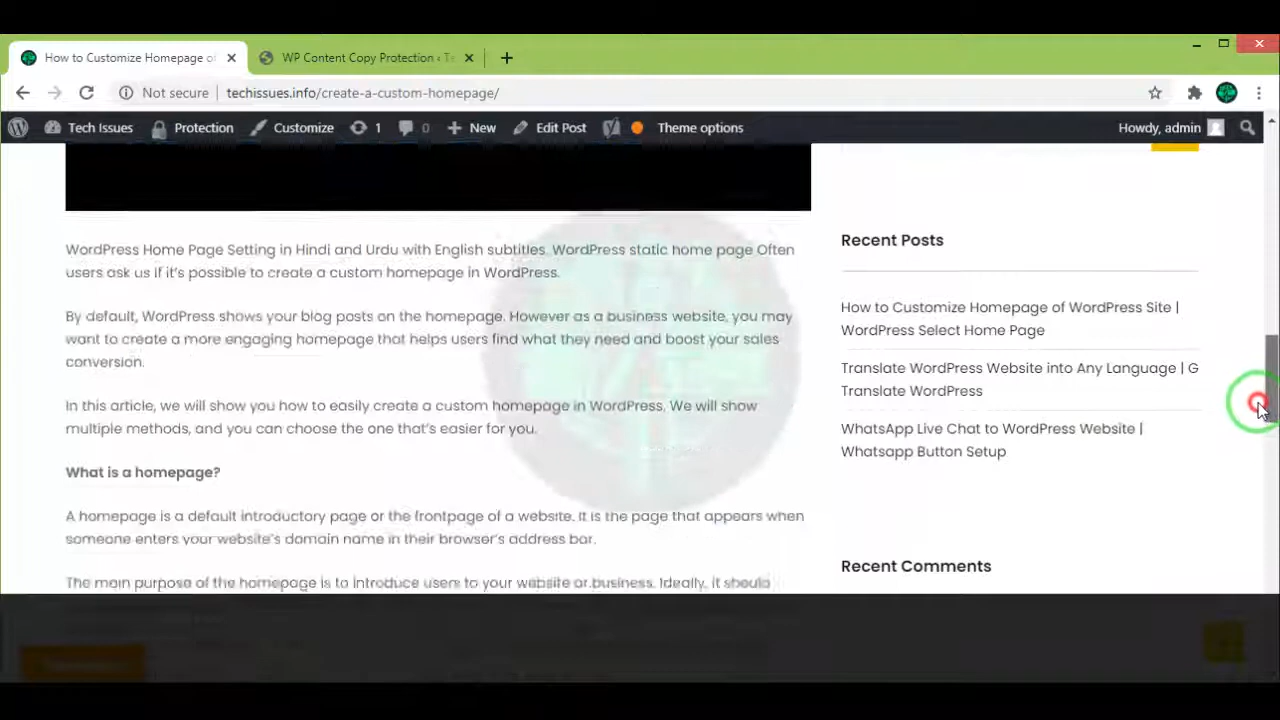 How to Customize Homepage of
WP Content Copy Protection ‹ Te
Not secure
techissues.info/create-a-custom-homepage/
Tech Issues
Protection
Customize
1
0
New
Edit Post
Theme options
Howdy, admin
WordPress Home Page Setting in Hindi and Urdu with English subtitles. WordPress static home page Often
users ask us if it's possible to create a custom homepage in WordPress.
By default, WordPress shows your blog posts on the homepage. However as a business website, you may
want to create a more engaging homepage that helps users find what they need and boost your sales
conversion.
In this article, we will show you how to easily create a custom homepage in WordPress. We will show
multiple methods, and you can choose the one that's easier for you.
What is a homepage?
A homepage is a default introductory page or the frontpage of a website. It is the page that appears when
someone enters your website's domain name in their browser's address bar.
The main purpose of the homepage is to introduce users to your website or business. Ideally, it should
Recent Posts
How to Customize Homepage of WordPress Site |
WordPress Select Home Page
Translate WordPress Website into Any Language | G
Translate WordPress
WhatsApp Live Chat to WordPress Website |
Whatsapp Button Setup
Recent Comments